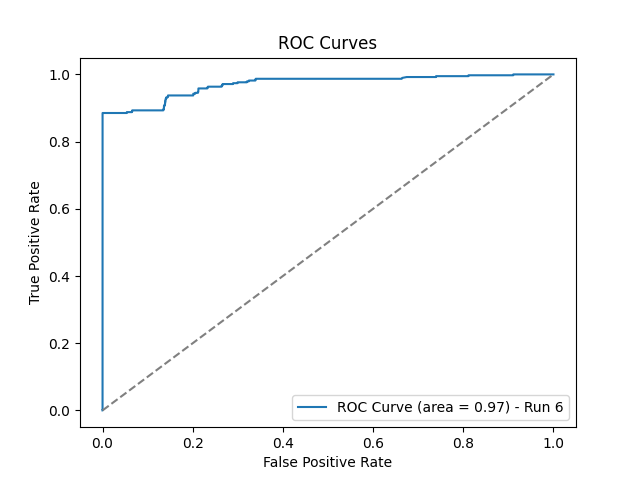 ROC Curves
True Positive Rate
1.0
0.8
0.6
0.4
0.2
0.0
ROC Curve (area = 0.97) - Run 6
0.0 0.2 0.4 0.6 0.8 1.0
False Positive Rate